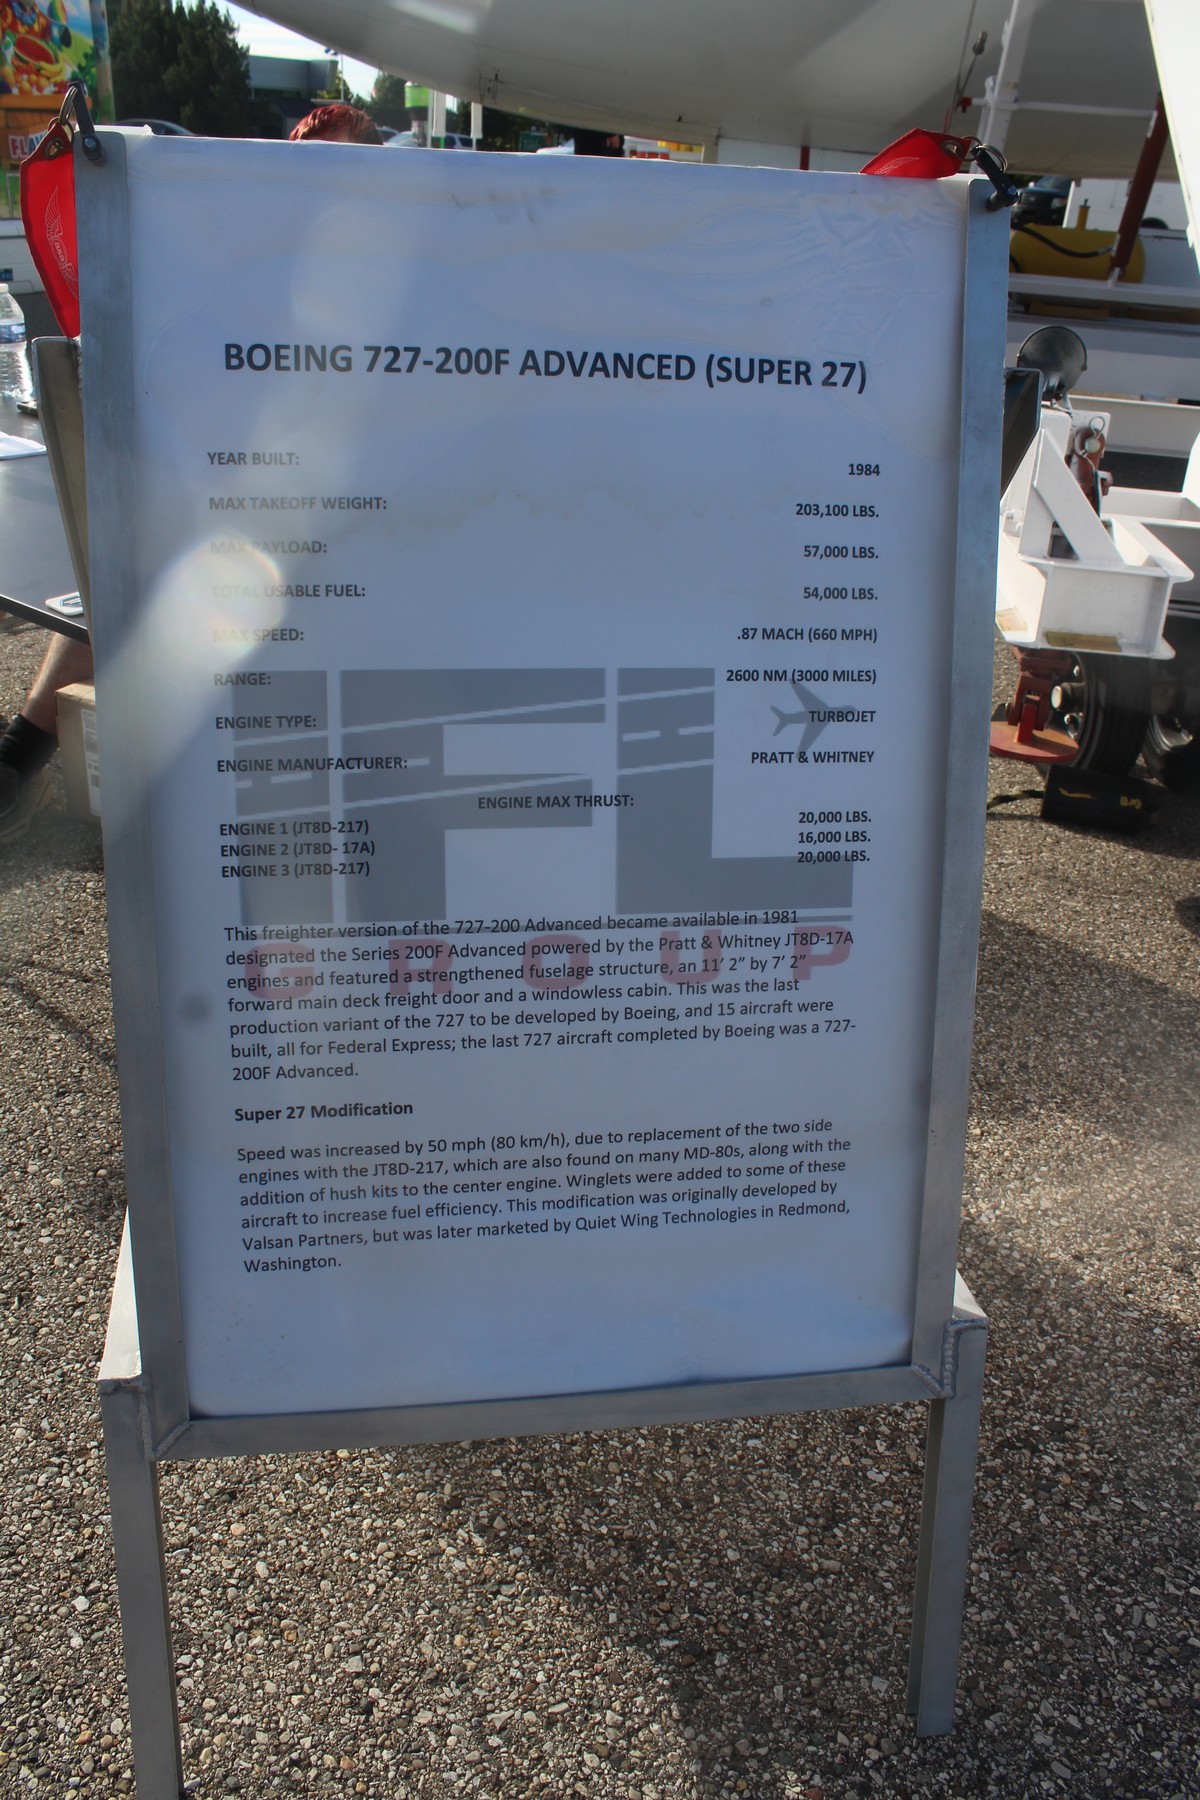 BOEING 727-200F ADVANCED (SUPER 27)
YEAR BUILT: 1984
MAX TAKEOFF WEIGHT: 203,100 LBS.
MAX PAYLOAD: 57,000 LBS.
TOTAL USABLE FUEL: 54,000 LBS.
MAX SPEED: .87 MACH (660 MPH)
RANGE: 2600 NM (3000 MILES)
ENGINE TYPE: TURBOJET
ENGINE MANUFACTURER: PRATT & WHITNEY
ENGINE MAX THRUST:
ENGINE 1 (JT8D-217) 20,000 LBS.
ENGINE 2 (JT8D- 17A) 16,000 LBS.
ENGINE 3 (JT8D-217) 20,000 LBS.
IFL
GROUP
This freighter version of the 727-200 Advanced became available in 1981
designated the Series 200F Advanced powered by the Pratt & Whitney JT8D-17A
engines and featured a strengthened fuselage structure, an 11' 2" by 7' 2"
forward main deck freight door and a windowless cabin. This was the last
production variant of the 727 to be developed by Boeing, and 15 aircraft were
built, all for Federal Express; the last 727 aircraft completed by Boeing was a 727-
200F Advanced.
Super 27 Modification
Speed was increased by 50 mph (80 km/h), due to replacement of the two side
engines with the JT8D-217, which are also found on many MD-80s, along with the
addition of hush kits to the center engine. Winglets were added to some of these
aircraft to increase fuel efficiency. This modification was originally developed by
Valsan Partners, but was later marketed by Quiet Wing Technologies in Redmond,
Washington.